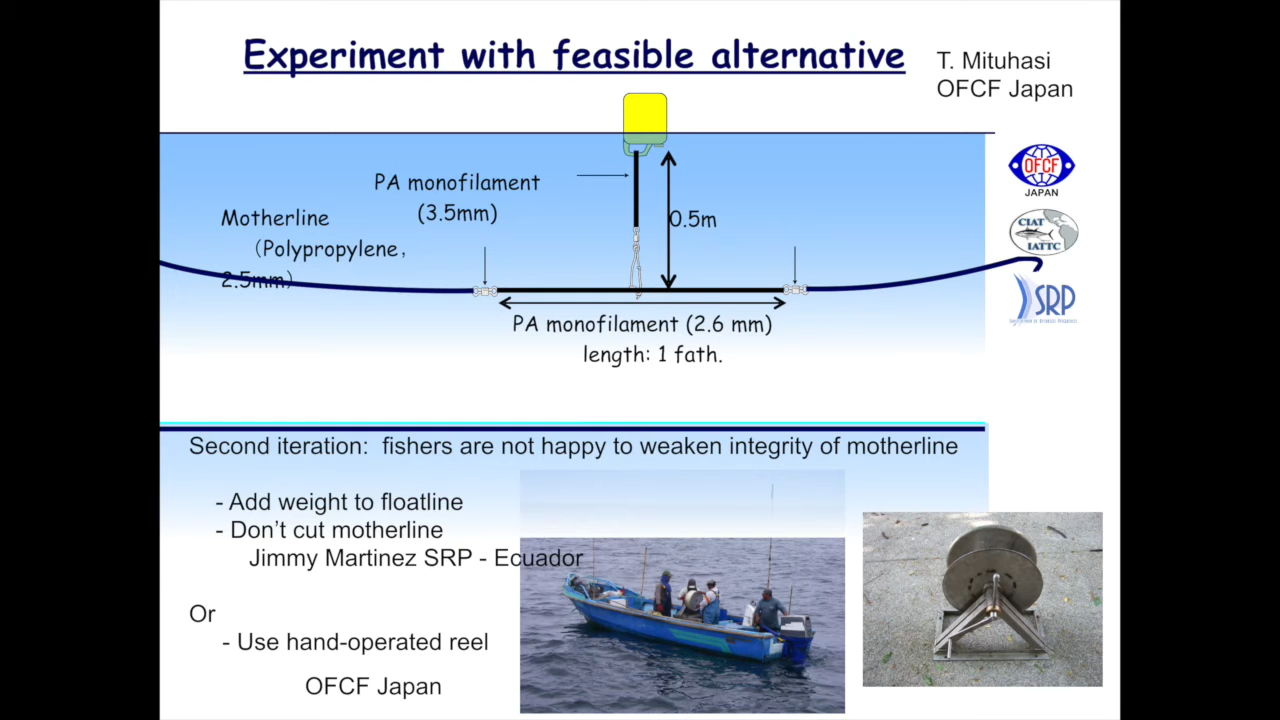 Experiment with feasible alternative
T. Mituhasi
OFCF Japan
PA monofilament
(3.5mm)
Motherline
（Polypropylene,
2.5mm）
0.5m
PA monofilament (2.6 mm)
length: 1 fath.
OFCF
JAPAN
CIAT
IATTC
SRP
Second iteration: fishers are not happy to weaken integrity of motherline
- Add weight to floatline
- Don't cut motherline
Jimmy Martinez SRP - Ecuador
Or
- Use hand-operated reel
OFCF Japan